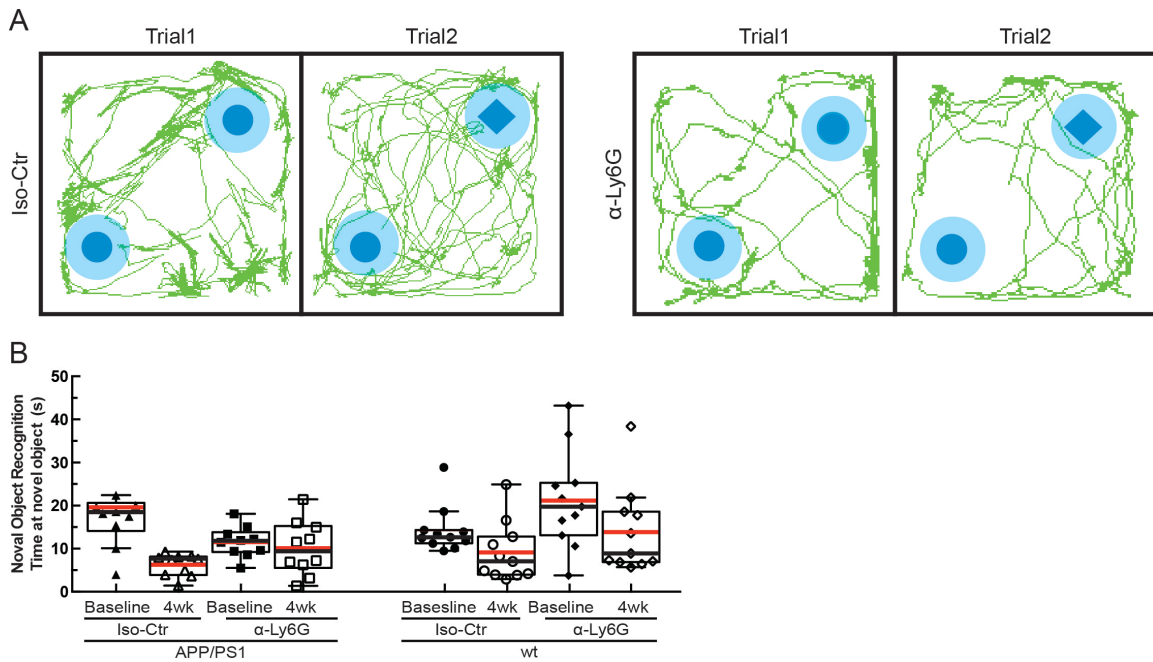 A
Trial1 Trial2 Trial1 Trial2
Iso-Ctr
α-Ly6G
B
Noval Object Recognition
Time at novel object (s)
50
40
30
20
10
0
Baseline 4wk Baseline 4wk Baesline 4wk Baseline 4wk
Iso-Ctr α-Ly6G Iso-Ctr α-Ly6G
APP/PS1 wt